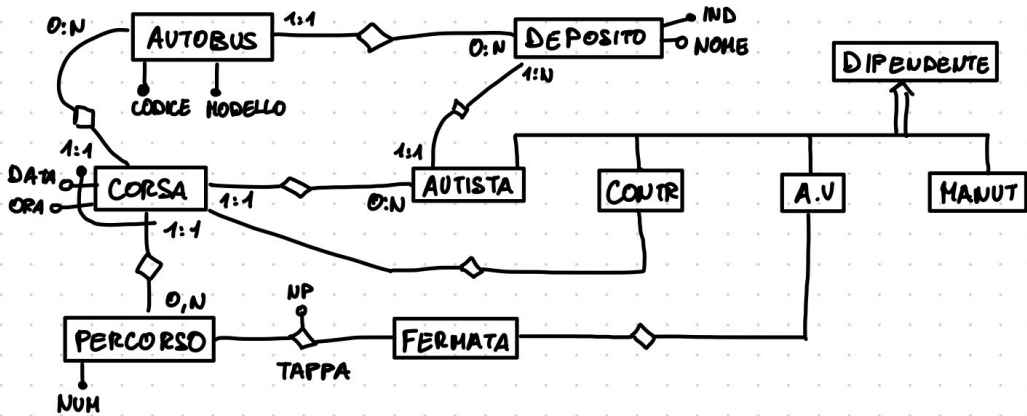 0:N
AUTOBUS
1:1
0:N
DEPOSITO
IND
NOME
1:N
DIPENDENTE
CODICE
MODELLO
1:1
DATA
ORA
CORSA
1:1
1:1
0:N
1:1
AUTISTA
CONTR
A.V
MANUT
0,N
PERCORSO
NP
TAPPA
FERMATA
NUM